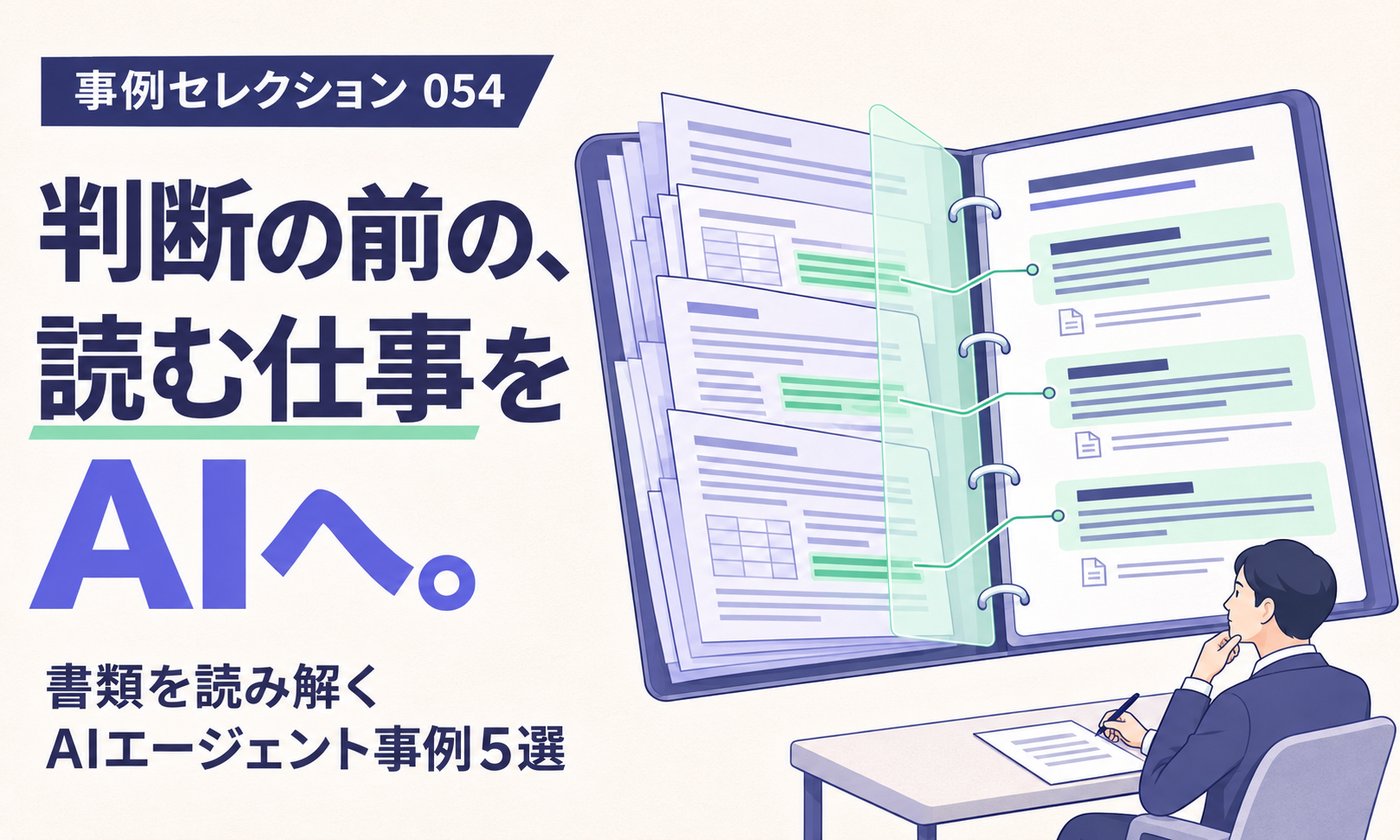 事例セレクション 054
判断の前の、
読む仕事を
AIへ。
書類を読み解く
AIエージェント事例5選